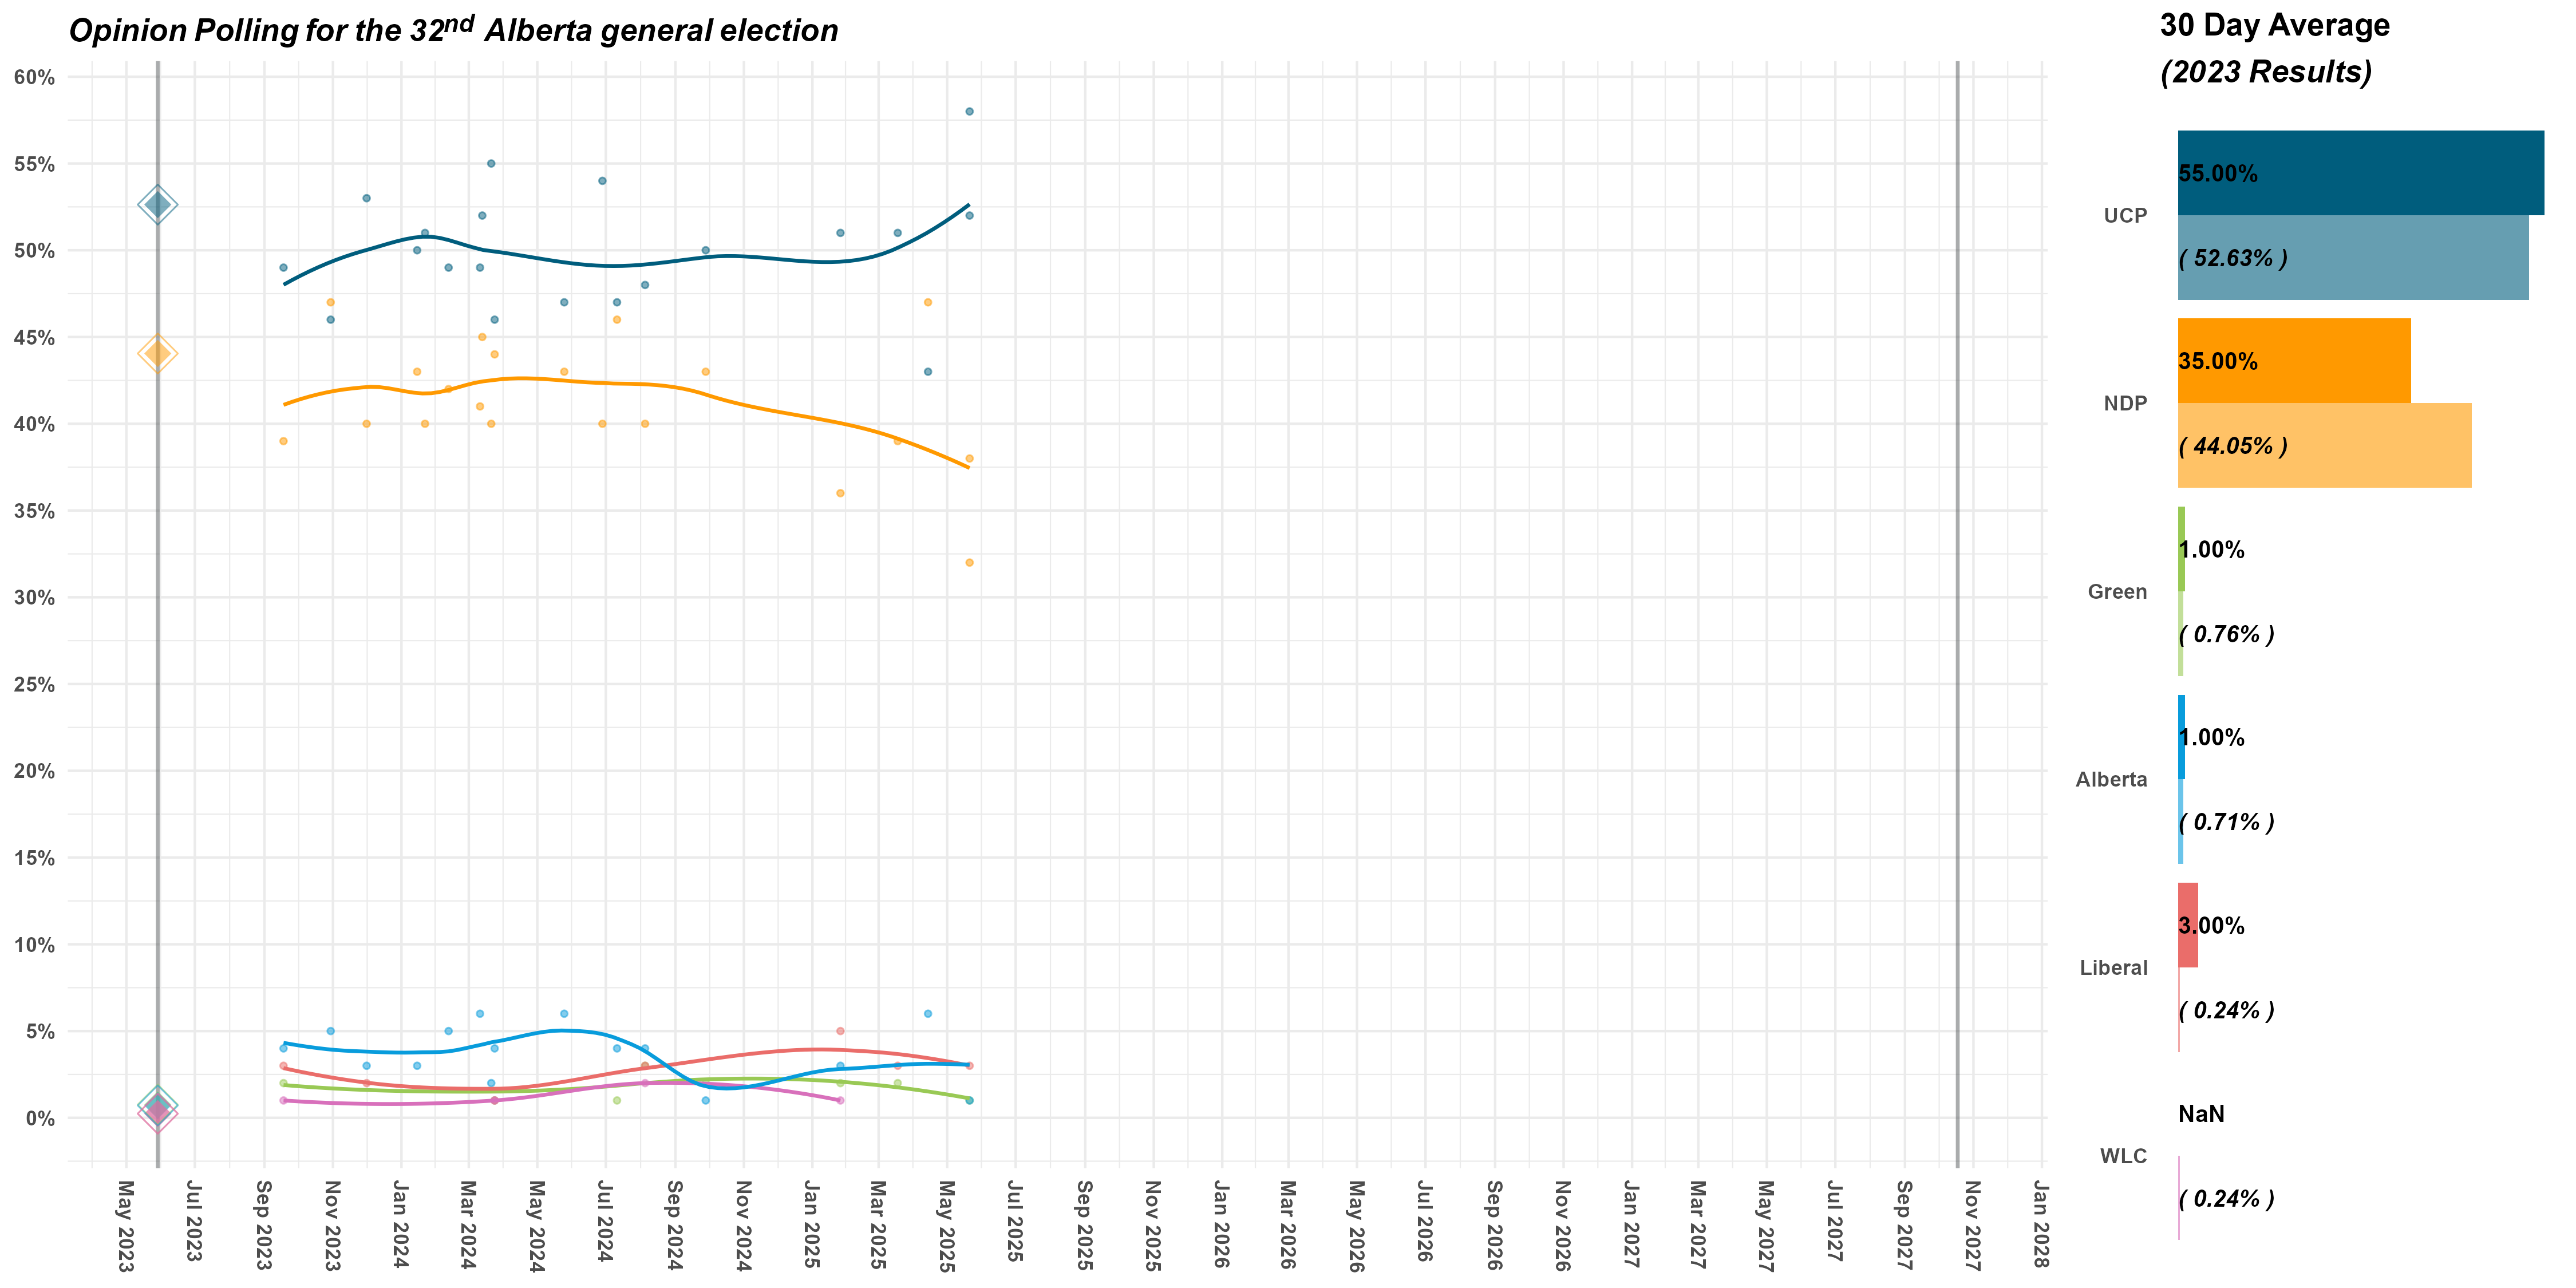 Opinion Polling for the 32nd Alberta general election
60%
55%
50%
45%
40%
35%
30%
25%
20%
15%
10%
5%
0%
May 2023
Jul 2023
Sep 2023
Nov 2023
Jan 2024
Mar 2024
May 2024
Jul 2024
Sep 2024
Nov 2024
Jan 2025
Mar 2025
May 2025
Jul 2025
Sep 2025
Nov 2025
Jan 2026
Mar 2026
May 2026
Jul 2026
Sep 2026
Nov 2026
Jan 2027
Mar 2027
May 2027
Jul 2027
Sep 2027
Nov 2027
Jan 2028
30 Day Average
(2023 Results)
UCP
55.00%
( 52.63% )
NDP
35.00%
( 44.05% )
Green
1.00%
( 0.76% )
Alberta
1.00%
( 0.71% )
Liberal
3.00%
( 0.24% )
WLC
NaN
( 0.24% )